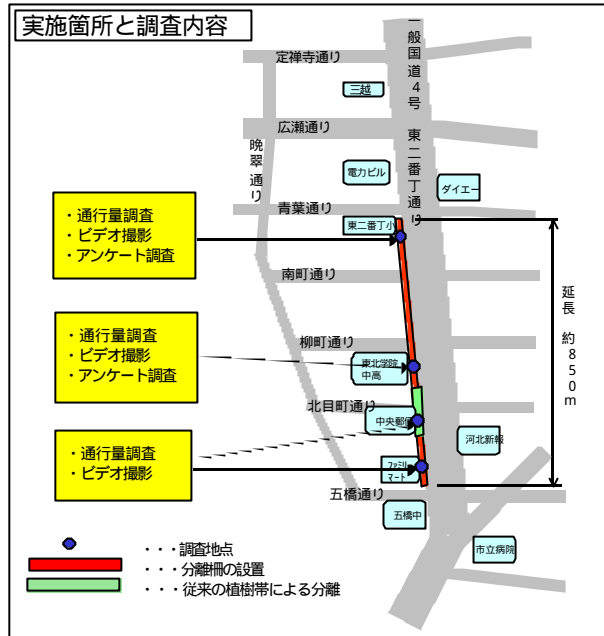 実施箇所と調査内容
一般国道4号 東二番丁通り
定禅寺通り
三越
広瀬通り
晩翠通り
電力ビル
ダイエー
青葉通り
東二番丁小
・通行量調査
・ビデオ撮影
・アンケート調査
南町通り
延長 約850m
柳町通り
・通行量調査
・ビデオ撮影
・アンケート調査
東北学院
中高
北目町通り
中央郵便
河北新報
・通行量調査
・ビデオ撮影
ファミリ
マート
五橋通り
五橋中
市立病院
・・・調査地点
・・・分離柵の設置
・・・従来の植樹帯による分離